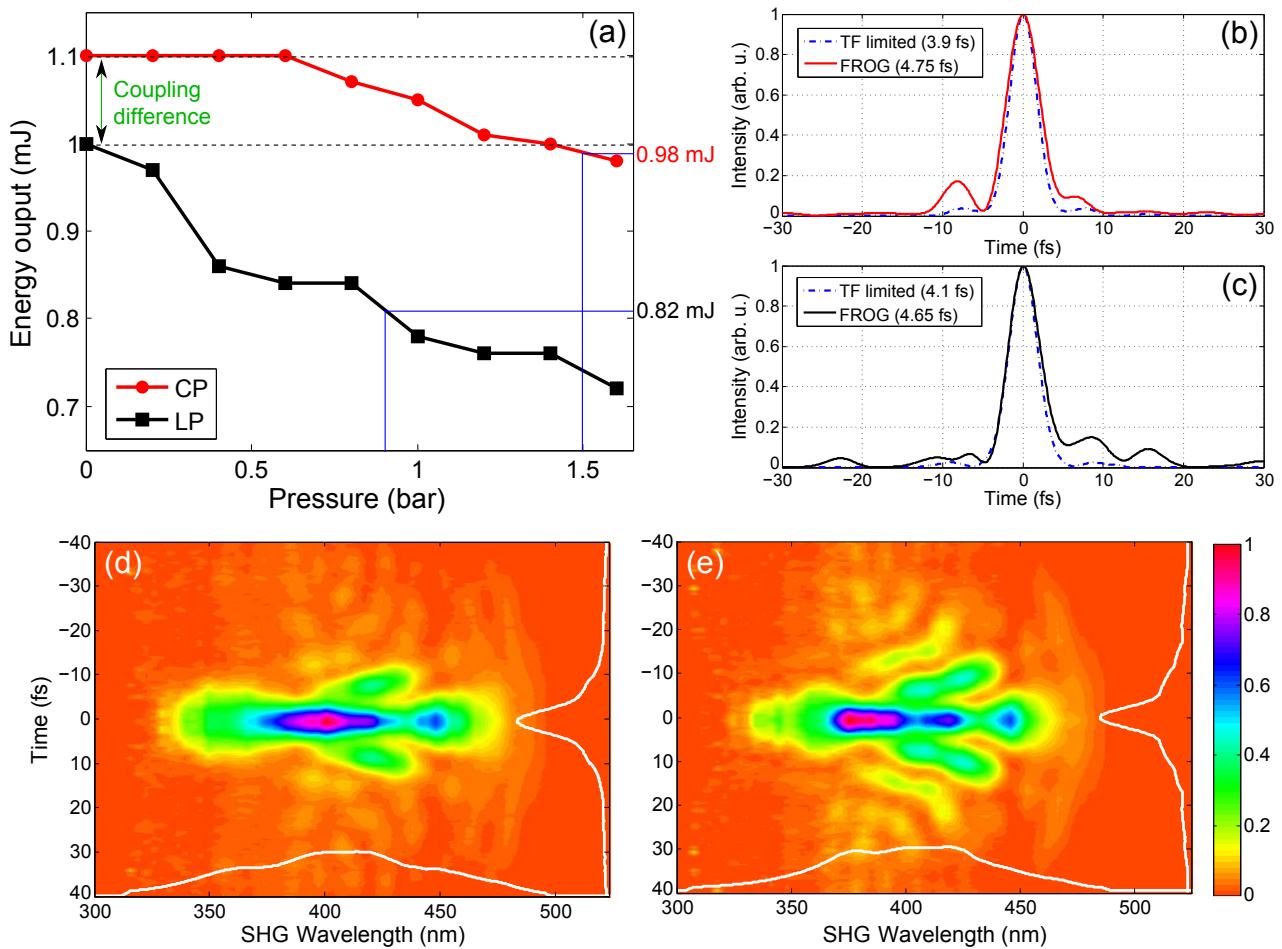 (a)
1.1
1
0.9
0.8
0.7
Energy ouput (mJ)
Coupling
difference
0.98 mJ
0.82 mJ
CP
LP
0 0.5 1 1.5
Pressure (bar)
(b)
TF limited (3.9 fs)
FROG (4.75 fs)
1
0.8
0.6
0.4
0.2
0
Intensity (arb. u.)
−30 −20 −10 0 10 20 30
Time (fs)
(c)
TF limited (4.1 fs)
FROG (4.65 fs)
1
0.8
0.6
0.4
0.2
0
Intensity (arb. u.)
−30 −20 −10 0 10 20 30
Time (fs)
(d)
−40
−30
−20
−10
0
10
20
30
40
Time (fs)
300 350 400 450 500
SHG Wavelength (nm)
(e)
−40
−30
−20
−10
0
10
20
30
40
300 350 400 450 500
SHG Wavelength (nm)
1
0.8
0.6
0.4
0.2
0